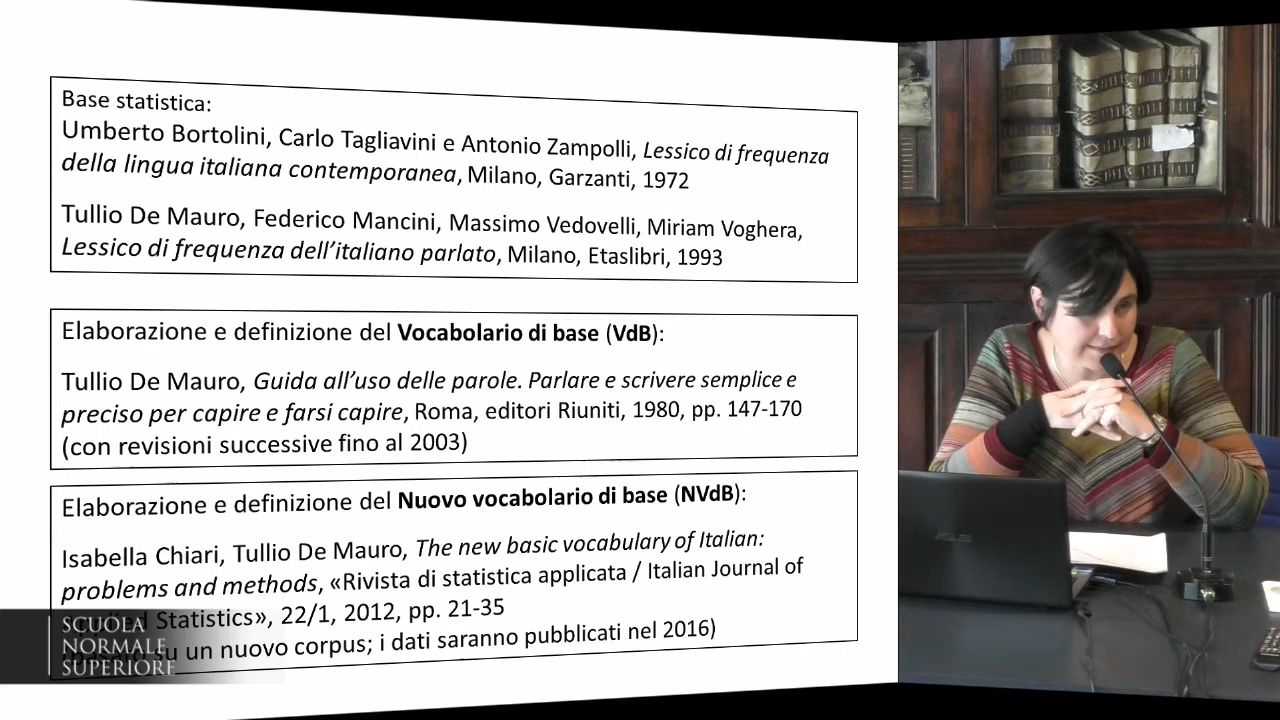 Base statistica:
Umberto Bortolini, Carlo Tagliavini e Antonio Zampolli, Lessico di frequenza
della lingua italiana contemporanea, Milano, Garzanti, 1972
Tullio De Mauro, Federico Mancini, Massimo Vedovelli, Miriam Voghera,
Lessico di frequenza dell’italiano parlato, Milano, Etaslibri, 1993
Elaborazione e definizione del Vocabolario di base (VdB):
Tullio De Mauro, Guida all’uso delle parole. Parlare e scrivere semplice e
preciso per capire e farsi capire, Roma, editori Riuniti, 1980, pp. 147-170
(con revisioni successive fino al 2003)
Elaborazione e definizione del Nuovo vocabolario di base (NVdB):
Isabella Chiari, Tullio De Mauro, The new basic vocabulary of Italian:
problems and methods, «Rivista di statistica applicata / Italian Journal of
Statistics», 22/1, 2012, pp. 21-35
su un nuovo corpus; i dati saranno pubblicati nel 2016)
SCUOLA
NORMALE
SUPERIORE